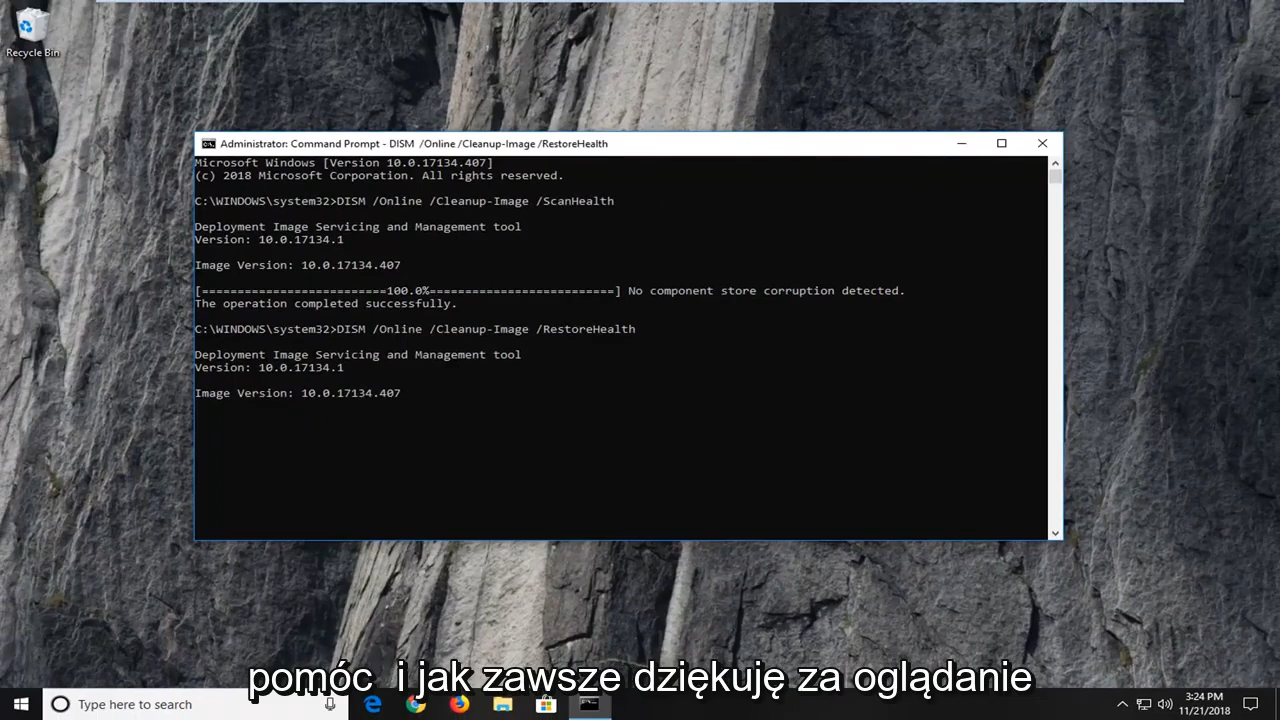 Recycle Bin
Administrator: Command Prompt - DISM  /Online /Cleanup-Image /RestoreHealth
Microsoft Windows [Version 10.0.17134.407]
(c) 2018 Microsoft Corporation. All rights reserved.
C:\WINDOWS\system32>DISM /Online /Cleanup-Image /ScanHealth
Deployment Image Servicing and Management tool
Version: 10.0.17134.1
Image Version: 10.0.17134.407
[===========================100.0%==========================] No component store corruption detected.
The operation completed successfully.
C:\WINDOWS\system32>DISM /Online /Cleanup-Image /RestoreHealth
Deployment Image Servicing and Management tool
Version: 10.0.17134.1
Image Version: 10.0.17134.407
pomóc  i jak zawsze dziękuję za oglądanie
Type here to search
3:24 PM
11/21/2018